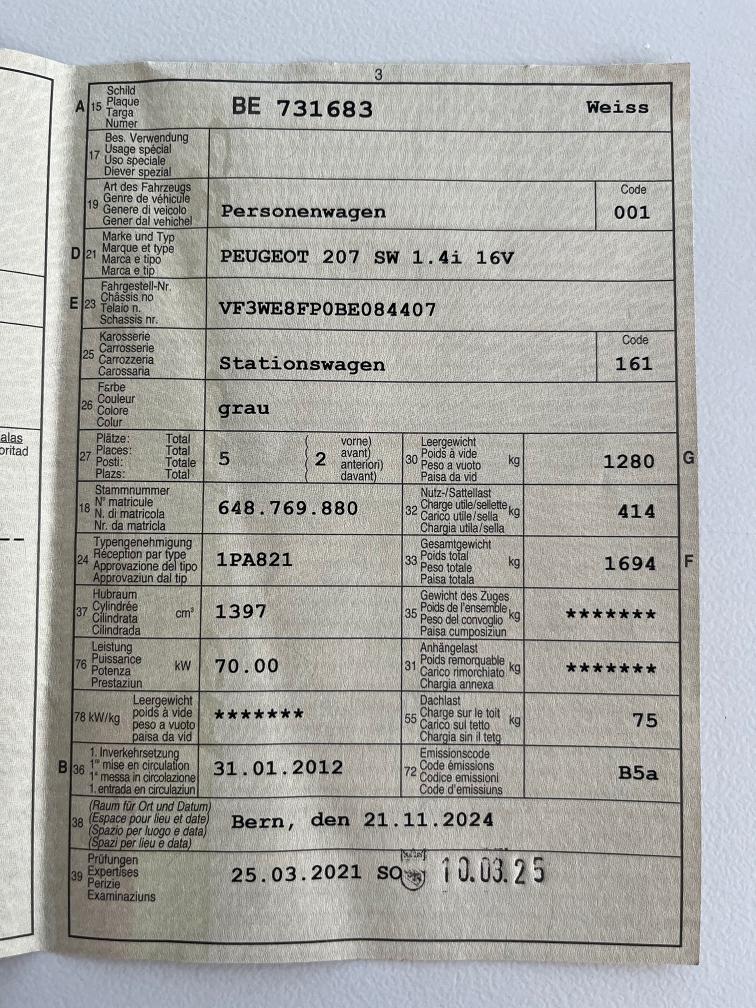 3
A 15 Schild BE 731683 Weiss
Plaque
Targa
Numer
17 Bes. Verwendung
Usage spécial
Uso speciale
Diever spezial
19 Art des Fahrzeugs Code
Genre de véhicule
Genere di veicolo Personenwagen 001
Gener dal vehichel
D 21 Marke und Typ
Marque et type PEUGEOT 207 SW 1.4i 16V
Marca e tipo
Marca e tip
E 23 Fahrgestell-Nr.
Châssis no
Telaio n. VF3WE8FP0BE084407
Schassis nr.
25 Karosserie Code
Carrosserie
Carrozzeria Stationswagen 161
Carossaria
26 Farbe
Couleur
Colore grau
Colur
27 Plätze: Total 5 ( 2 vorne)
Places: Total avant)
Posti: Totale anteriori)
Plazs: Total davant)
30 Leergewicht kg 1280 G
Poids à vide
Peso a vuoto
Paisa da vid
18 Stammnummer 648.769.880
N° matricule
N. di matricola
Nr. da matricla
32 Nutz-/Sattellast kg 414
Charge utile/sellette
Carico utile/sella
Chargia utila/sella
24 Typengenehmigung 1PA821
Réception par type
Approvazione del tipo
Approvaziun dal tip
33 Gesamtgewicht kg 1694 F
Poids total
Peso totale
Paisa totala
37 Hubraum cm³ 1397
Cylindrée
Cilindrata
Cilindrada
35 Gewicht des Zuges kg *******
Poids de l'ensemble
Peso del convoglio
Paisa cumposiziun
76 Leistung kW 70.00
Puissance
Potenza
Prestaziun
31 Anhängelast kg *******
Poids remorquable
Carico rimorchiato
Chargia annexa
78 kW/kg Leergewicht *******
poids à vide
peso a vuoto
paisa da vid
55 Dachlast kg 75
Charge sur le toit
Carico sul tetto
Chargia sin il tetg
B 36 1. Inverkehrsetzung 31.01.2012
1re mise en circulation
1a messa in circolazione
1. entrada en circulaziun
72 Emissionscode B5a
Code émissions
Codice emissioni
Code d'emissiuns
38 (Raum für Ort und Datum)
(Espace pour lieu et date) Bern, den 21.11.2024
(Spazio per luogo e data)
(Spazi per lieu e data)
39 Prüfungen
Expertises 25.03.2021 SO 10.03.25
Perizie
Examinaziuns
alas
oritad